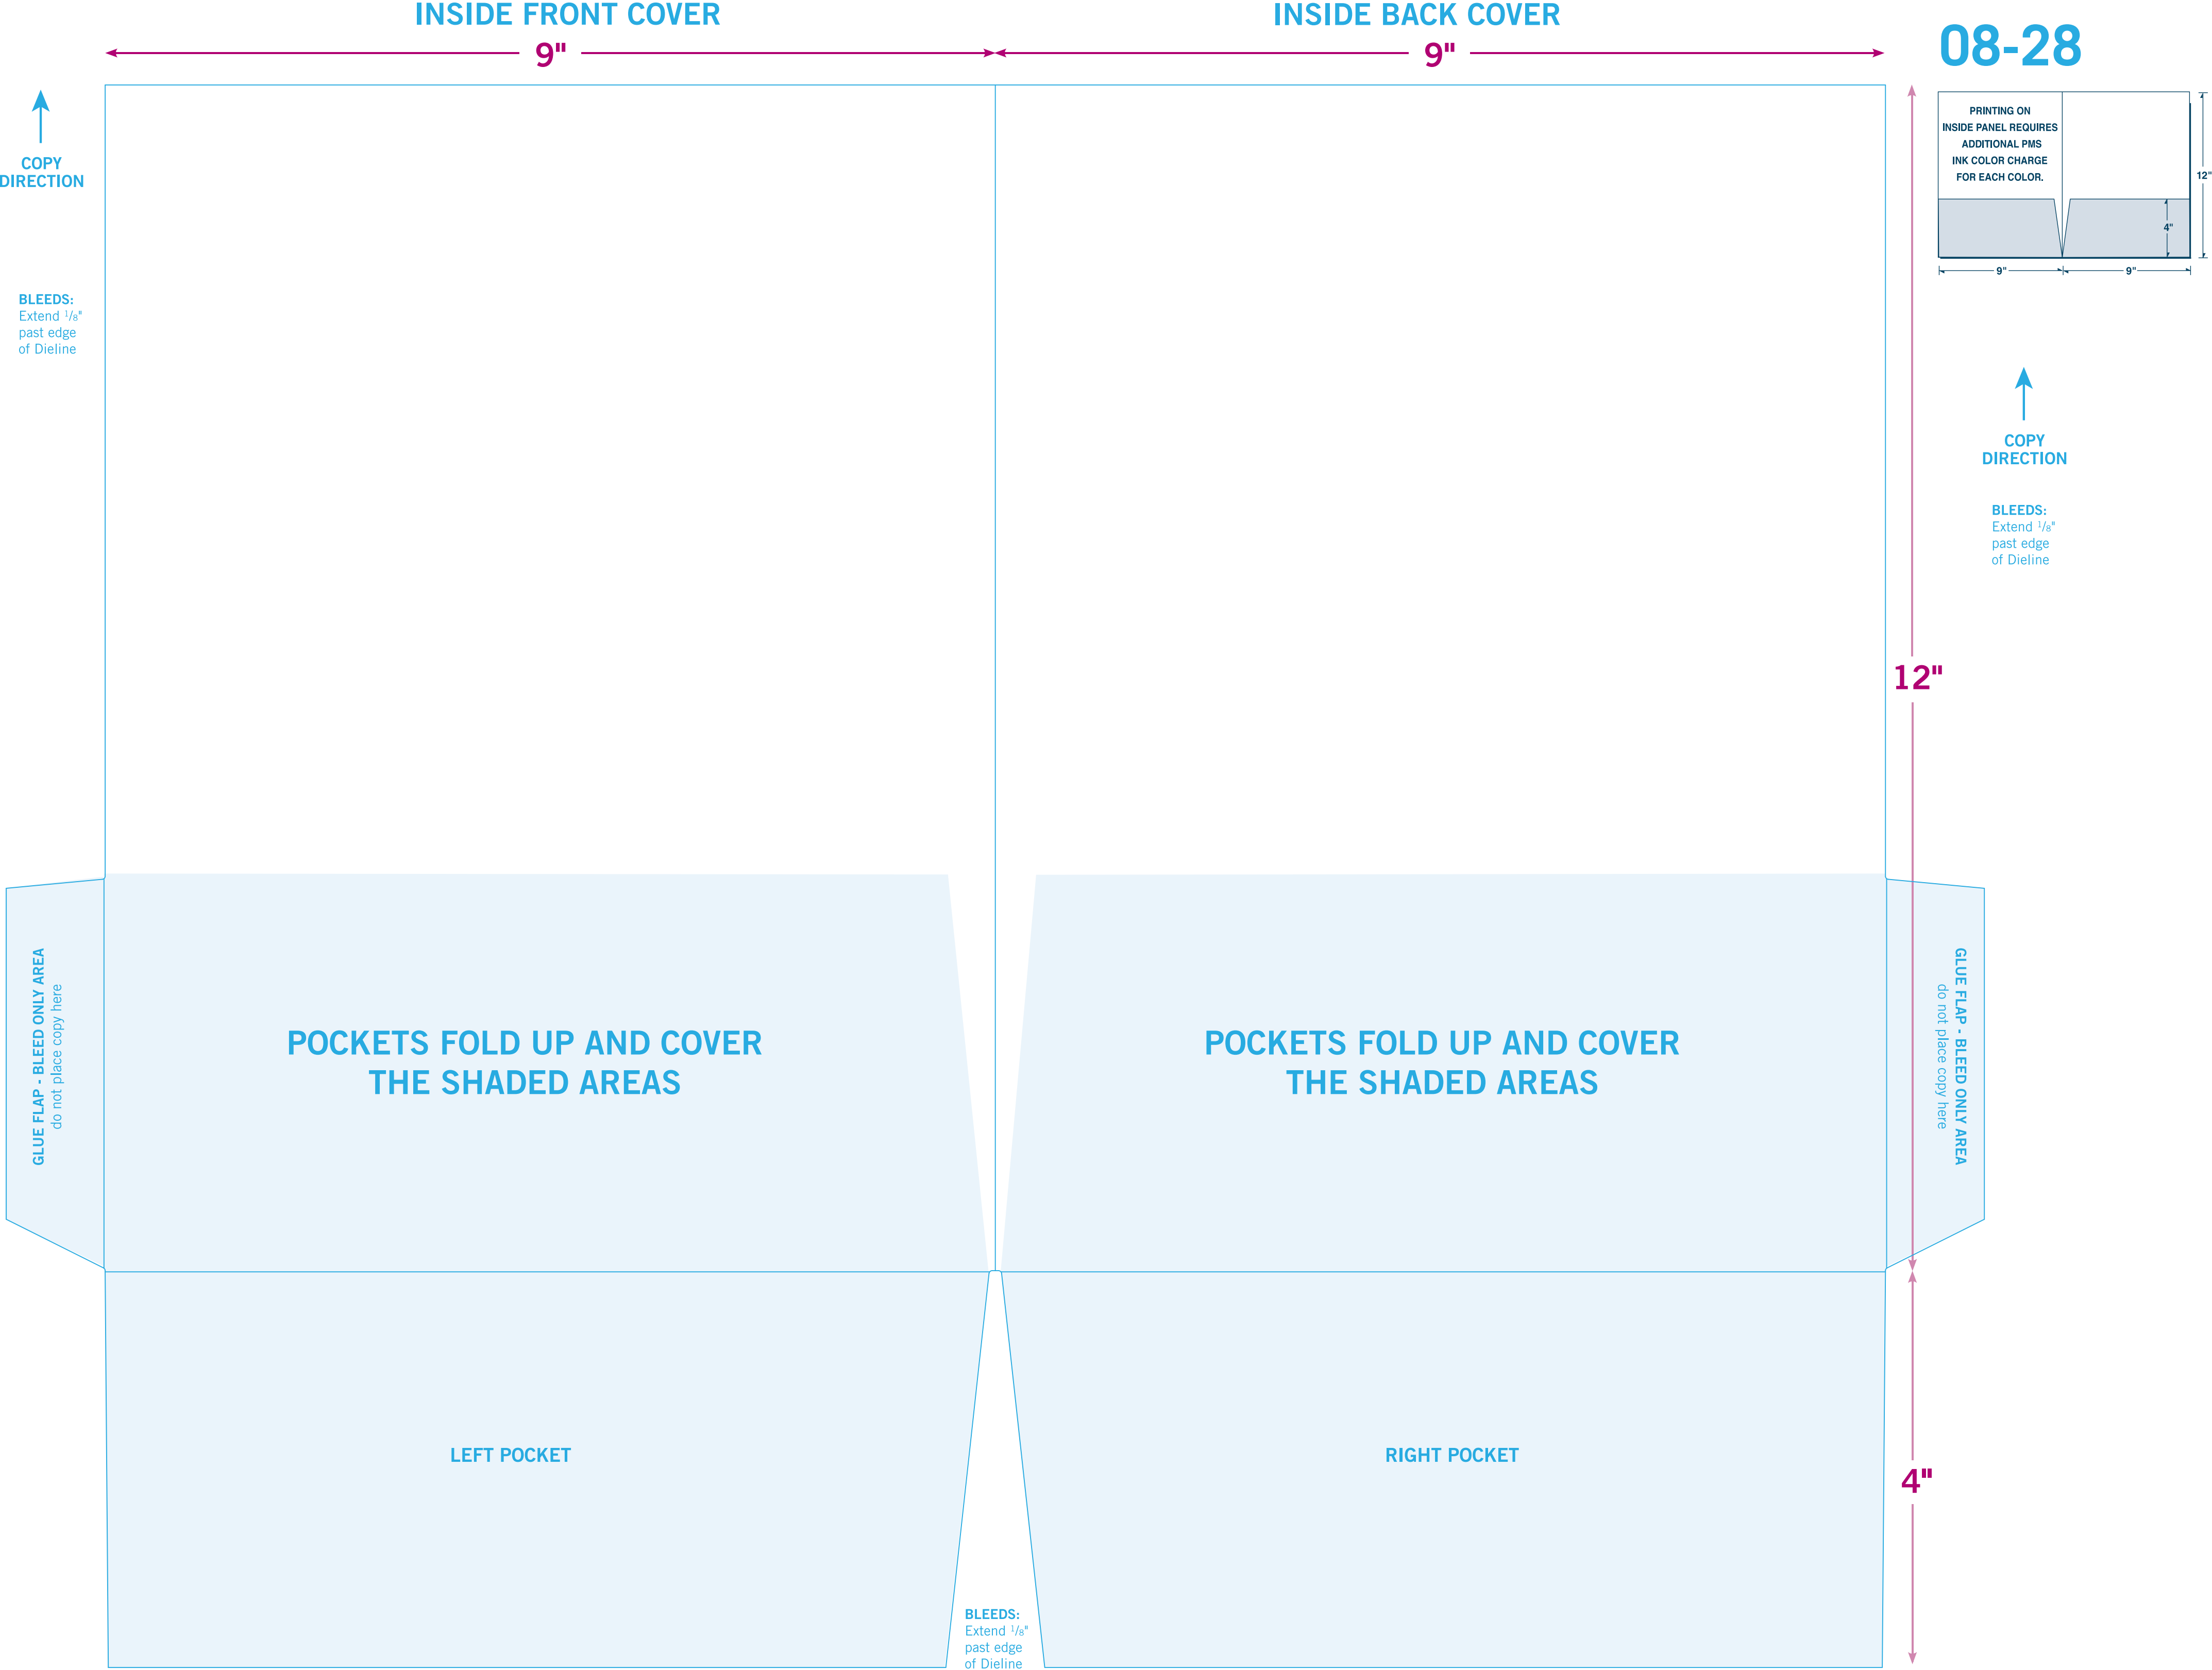 INSIDE FRONT COVER
INSIDE BACK COVER
9"
9"
08-28
COPY
DIRECTION
BLEEDS:
Extend 1/8"
past edge
of Dieline
PRINTING ON
INSIDE PANEL REQUIRES
ADDITIONAL PMS
INK COLOR CHARGE
FOR EACH COLOR.
12"
4"
9"
9"
COPY
DIRECTION
BLEEDS:
Extend 1/8"
past edge
of Dieline
12"
GLUE FLAP - BLEED ONLY AREA
do not place copy here
POCKETS FOLD UP AND COVER
THE SHADED AREAS
POCKETS FOLD UP AND COVER
THE SHADED AREAS
GLUE FLAP - BLEED ONLY AREA
do not place copy here
LEFT POCKET
RIGHT POCKET
4"
BLEEDS:
Extend 1/8"
past edge
of Dieline